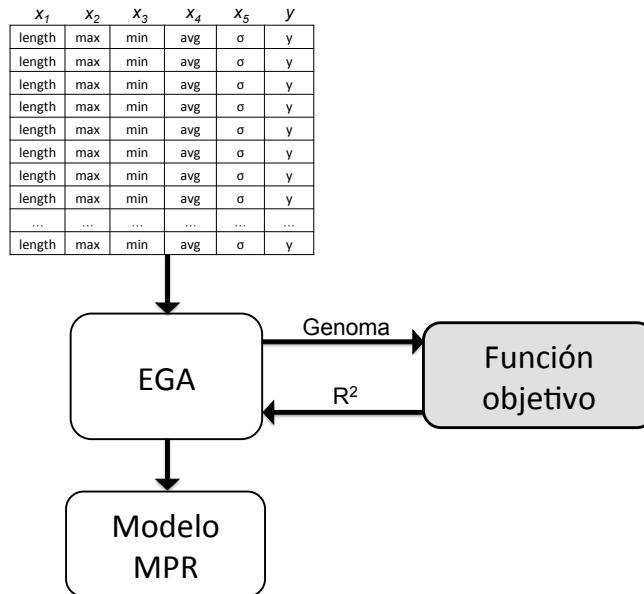 x1 x2 x3 x4 x5 y
length max min avg σ y
length max min avg σ y
length max min avg σ y
length max min avg σ y
length max min avg σ y
length max min avg σ y
length max min avg σ y
length max min avg σ y
... ... ... ... ... ...
length max min avg σ y
Genoma
EGA
Función
objetivo
R²
Modelo
MPR